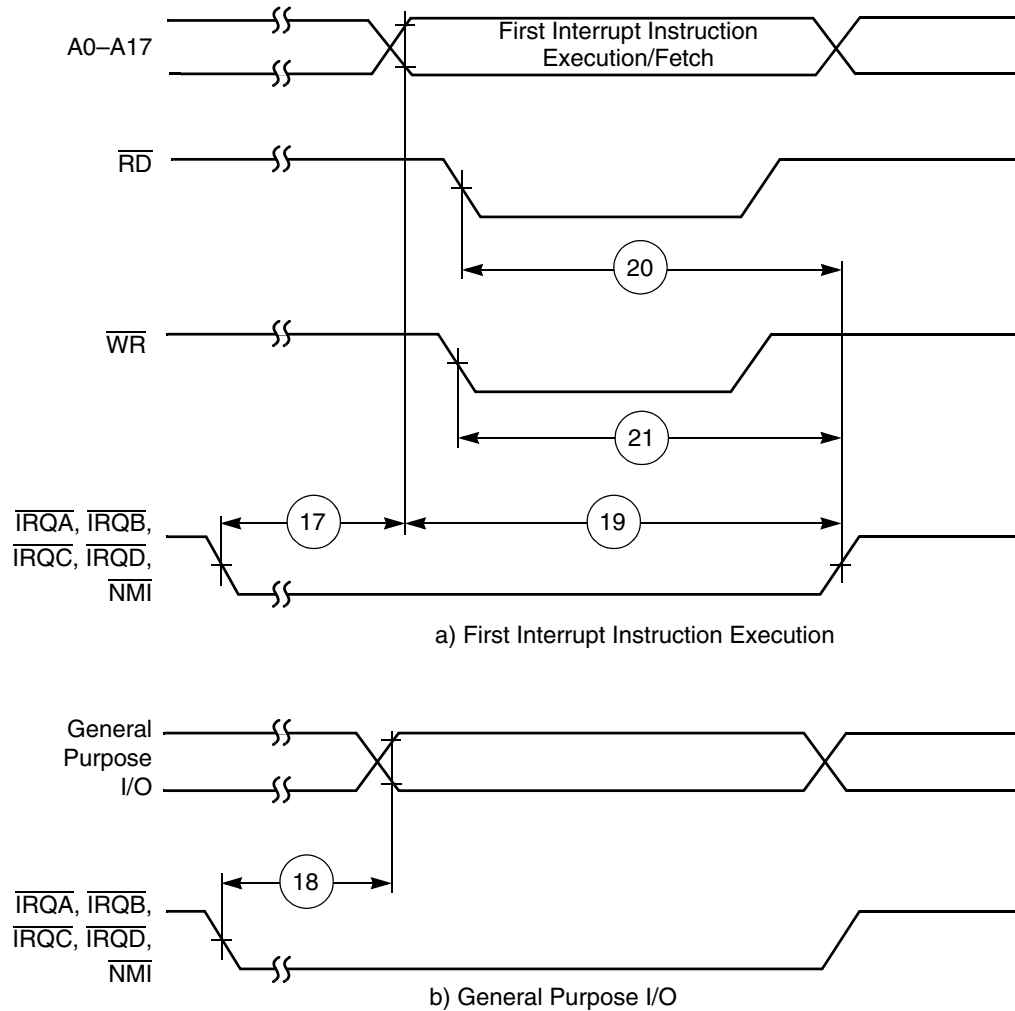 A0–A17
First Interrupt Instruction
Execution/Fetch
RD
20
WR
21
IRQA, IRQB,
IRQC, IRQD,
NMI
17
19
a) First Interrupt Instruction Execution
General
Purpose
I/O
18
IRQA, IRQB,
IRQC, IRQD,
NMI
b) General Purpose I/O